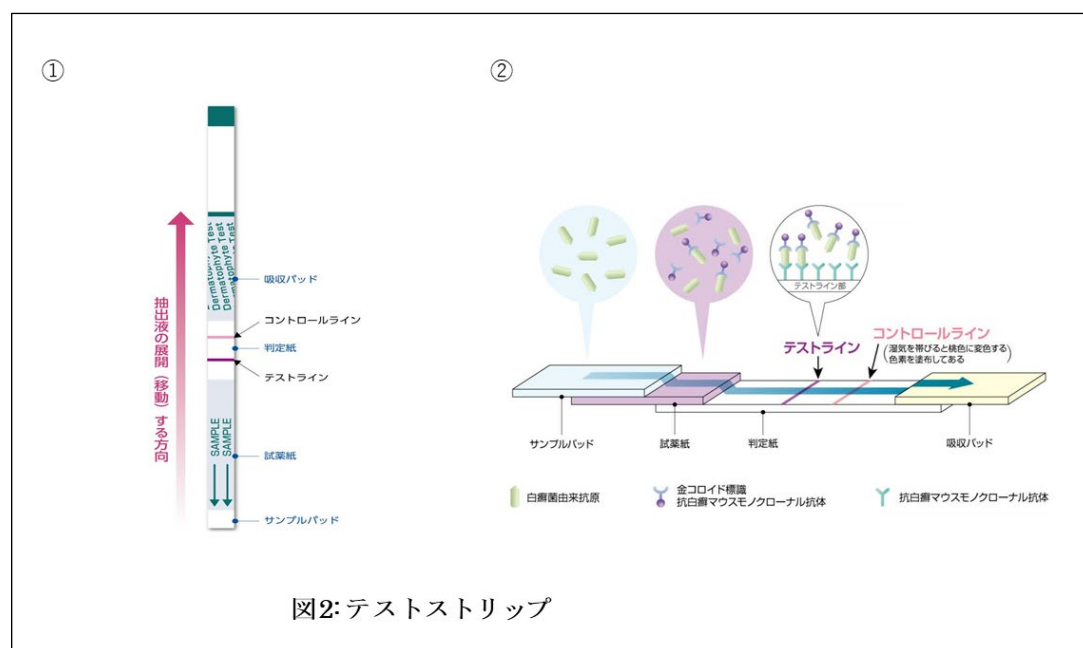 ①
Dermatophyte Test
Dermatophyte Test
Dermatophyte Test
吸収パッド
コントロールライン
判定紙
テストライン
抽出液の展開（移動）する方向
SAMPLE
SAMPLE
試薬紙
サンプルパッド
②
テストライン部
テストライン
コントロールライン
（湿気を帯びると桃色に変色する
色素を塗布してある）
サンプルパッド
試薬紙
判定紙
吸収パッド
白癬菌由来抗原
金コロイド標識
抗白癬マウスモノクローナル抗体
抗白癬マウスモノクローナル抗体
図2:テストストリップ